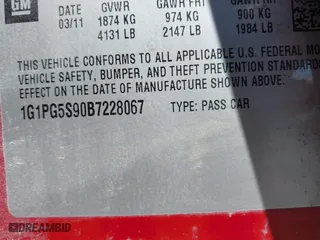 GM DATE GVWR GAWR FRT GAWR RR
03/11 1874 KG 974 KG 900 KG
4131 LB 2147 LB 1984 LB
THIS VEHICLE CONFORMS TO ALL APPLICABLE U.S. FEDERAL MO
VEHICLE SAFETY, BUMPER, AND THEFT PREVENTION STANDARDS
EFFECT ON THE DATE OF MANUFACTURE SHOWN ABOVE.
1G1PG5S90B7228067 TYPE: PASS CAR
DREAMBID